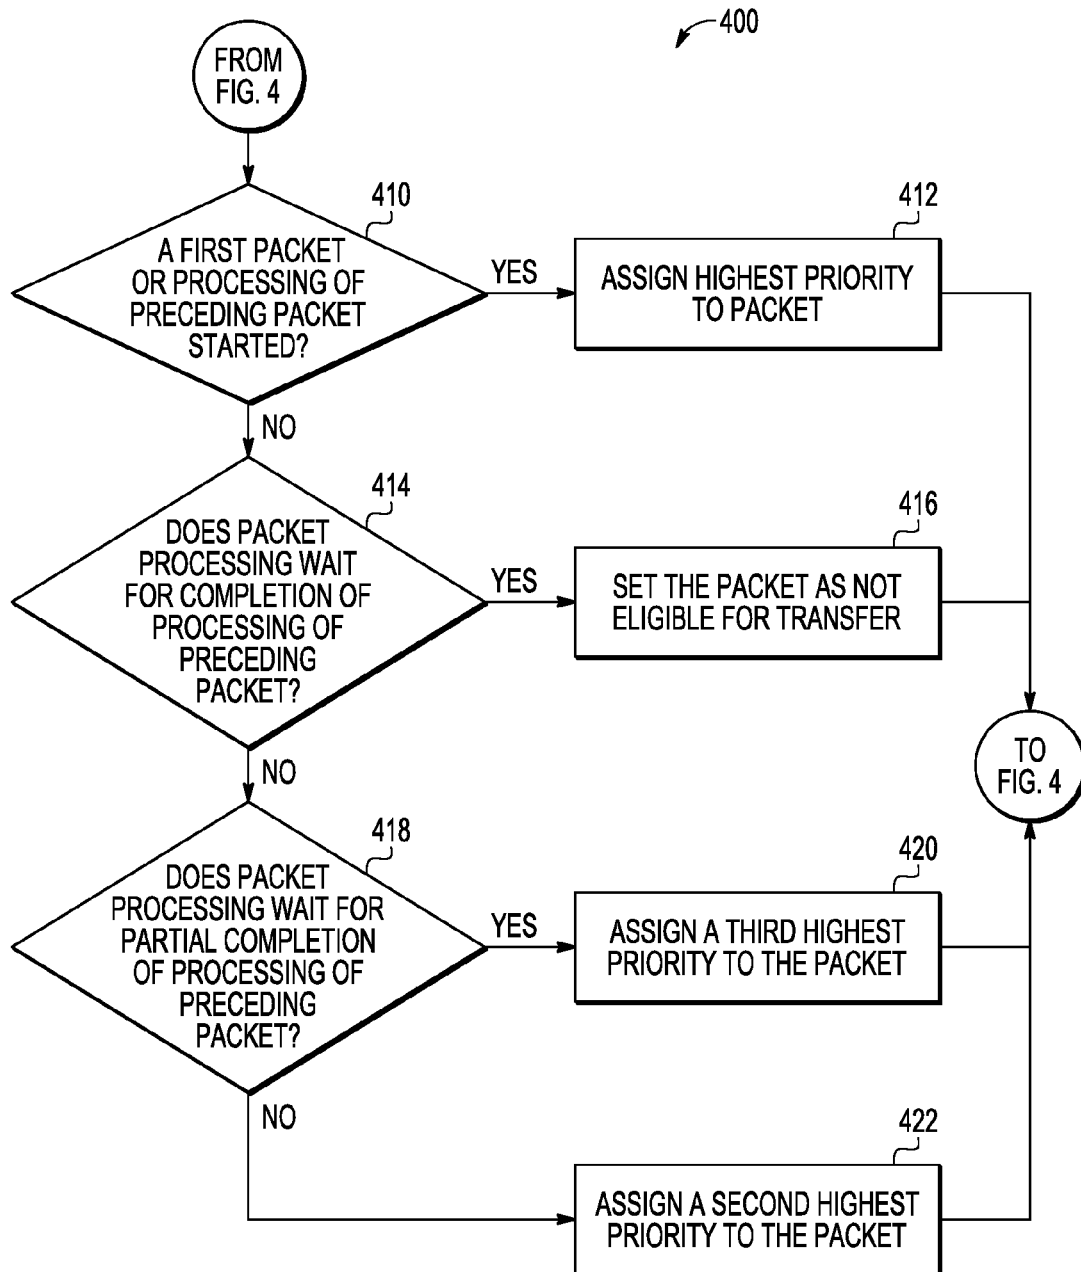 400
FROM
FIG. 4
410
A FIRST PACKET
OR PROCESSING OF
PRECEDING PACKET
STARTED?
YES
412
ASSIGN HIGHEST PRIORITY
TO PACKET
NO
414
DOES PACKET
PROCESSING WAIT
FOR COMPLETION OF
PROCESSING OF
PRECEDING
PACKET?
YES
416
SET THE PACKET AS NOT
ELIGIBLE FOR TRANSFER
TO
FIG. 4
NO
418
DOES PACKET
PROCESSING WAIT FOR
PARTIAL COMPLETION
OF PROCESSING OF
PRECEDING
PACKET?
YES
420
ASSIGN A THIRD HIGHEST
PRIORITY TO THE PACKET
NO
422
ASSIGN A SECOND HIGHEST
PRIORITY TO THE PACKET